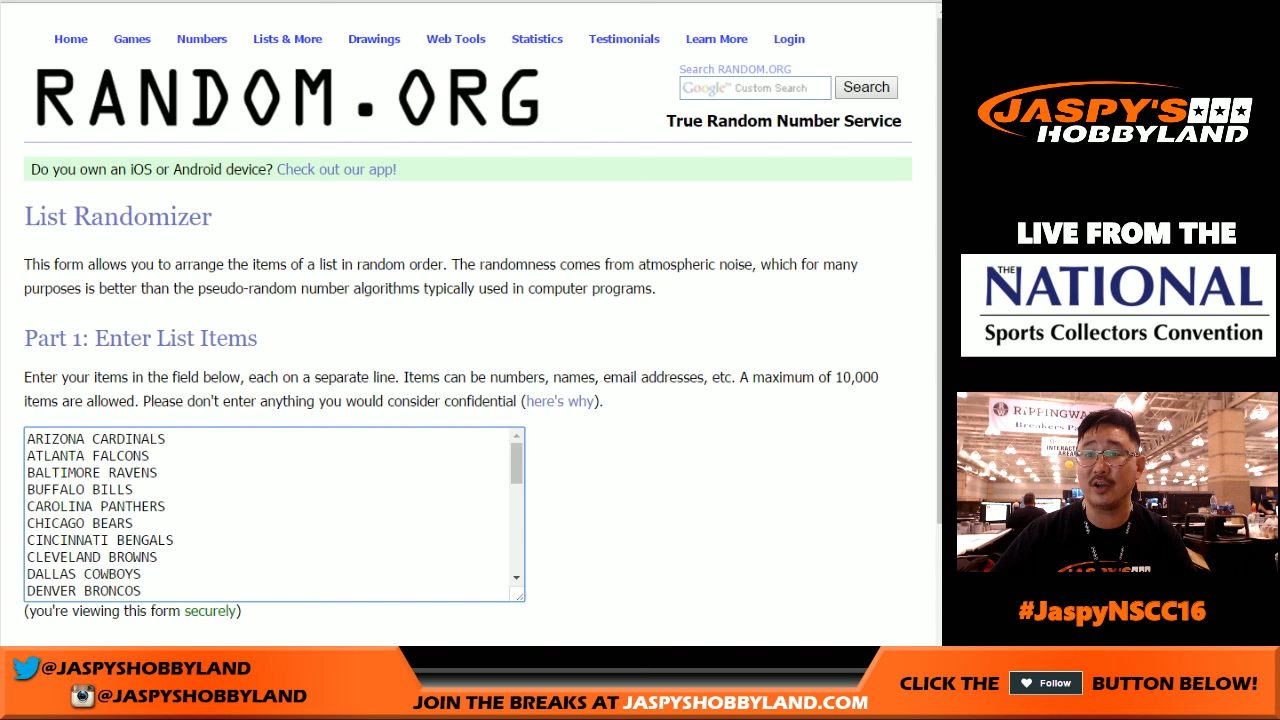 Home Games Numbers Lists & More Drawings Web Tools Statistics Testimonials Learn More Login
RANDOM.ORG
Search RANDOM.ORG
Google™ Custom Search Search
True Random Number Service
Do you own an iOS or Android device? Check out our app!
List Randomizer
This form allows you to arrange the items of a list in random order. The randomness comes from atmospheric noise, which for many
purposes is better than the pseudo-random number algorithms typically used in computer programs.
Part 1: Enter List Items
Enter your items in the field below, each on a separate line. Items can be numbers, names, email addresses, etc. A maximum of 10,000
items are allowed. Please don't enter anything you would consider confidential (here's why).
ARIZONA CARDINALS
ATLANTA FALCONS
BALTIMORE RAVENS
BUFFALO BILLS
CAROLINA PANTHERS
CHICAGO BEARS
CINCINNATI BENGALS
CLEVELAND BROWNS
DALLAS COWBOYS
DENVER BRONCOS
(you're viewing this form securely)
JASPY'S
HOBBYLAND
LIVE FROM THE
THE
NATIONAL
Sports Collectors Convention
Breakers
#JaspyNSCC16
@JASPYSHOBBYLAND
@JASPYSHOBBYLAND
JOIN THE BREAKS AT JASPYSHOBBYLAND.COM
CLICK THE Follow BUTTON BELOW!